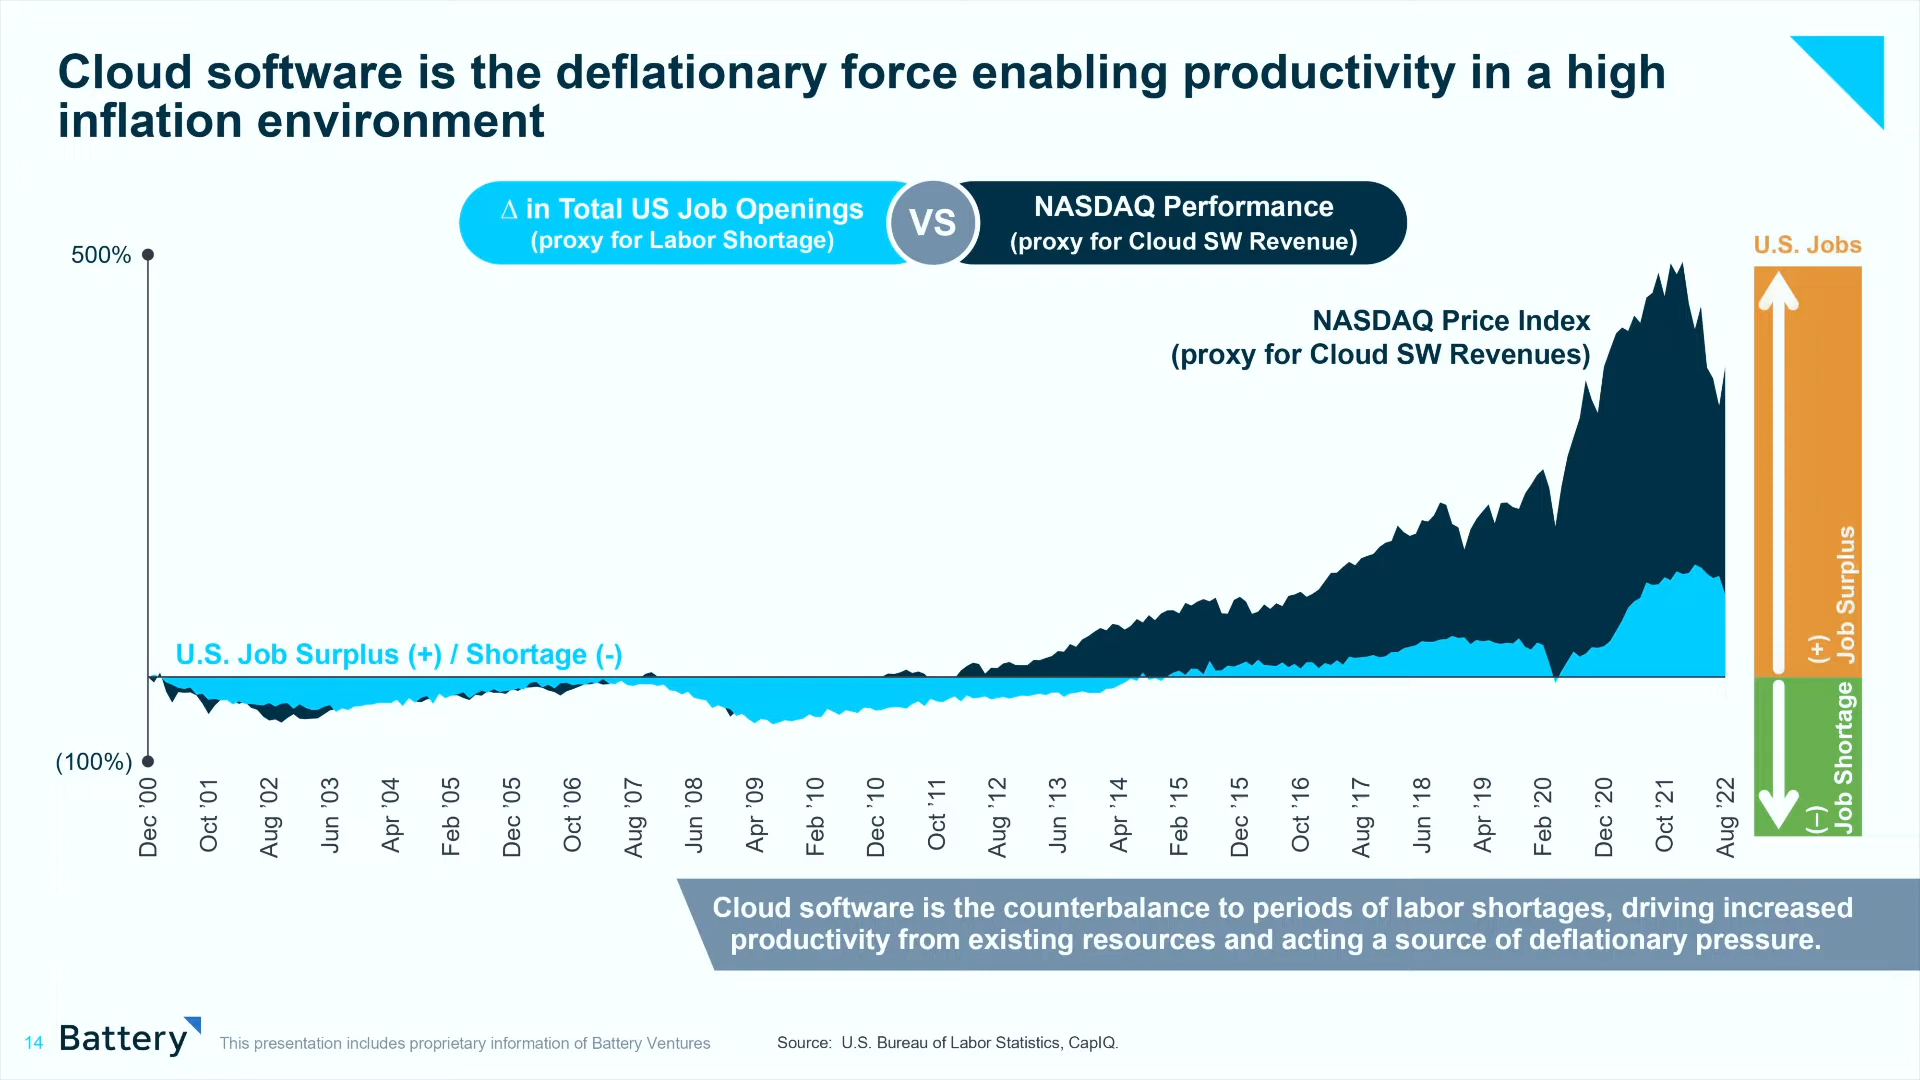 Cloud software is the deflationary force enabling productivity in a high
inflation environment
Δ in Total US Job Openings
(proxy for Labor Shortage)
VS
NASDAQ Performance
(proxy for Cloud SW Revenue)
U.S. Jobs
500%
NASDAQ Price Index
(proxy for Cloud SW Revenues)
U.S. Job Surplus (+) / Shortage (-)
(+)
Job Surplus
(–)
Job Shortage
(100%)
Dec ’00
Oct ’01
Aug ’02
Jun ’03
Apr ’04
Feb ’05
Dec ’05
Oct ’06
Aug ’07
Jun ’08
Apr ’09
Feb ’10
Dec ’10
Oct ’11
Aug ’12
Jun ’13
Apr ’14
Feb ’15
Dec ’15
Oct ’16
Aug ’17
Jun ’18
Apr ’19
Feb ’20
Dec ’20
Oct ’21
Aug ’22
Cloud software is the counterbalance to periods of labor shortages, driving increased
productivity from existing resources and acting a source of deflationary pressure.
14
Battery
This presentation includes proprietary information of Battery Ventures
Source: U.S. Bureau of Labor Statistics, CapIQ.